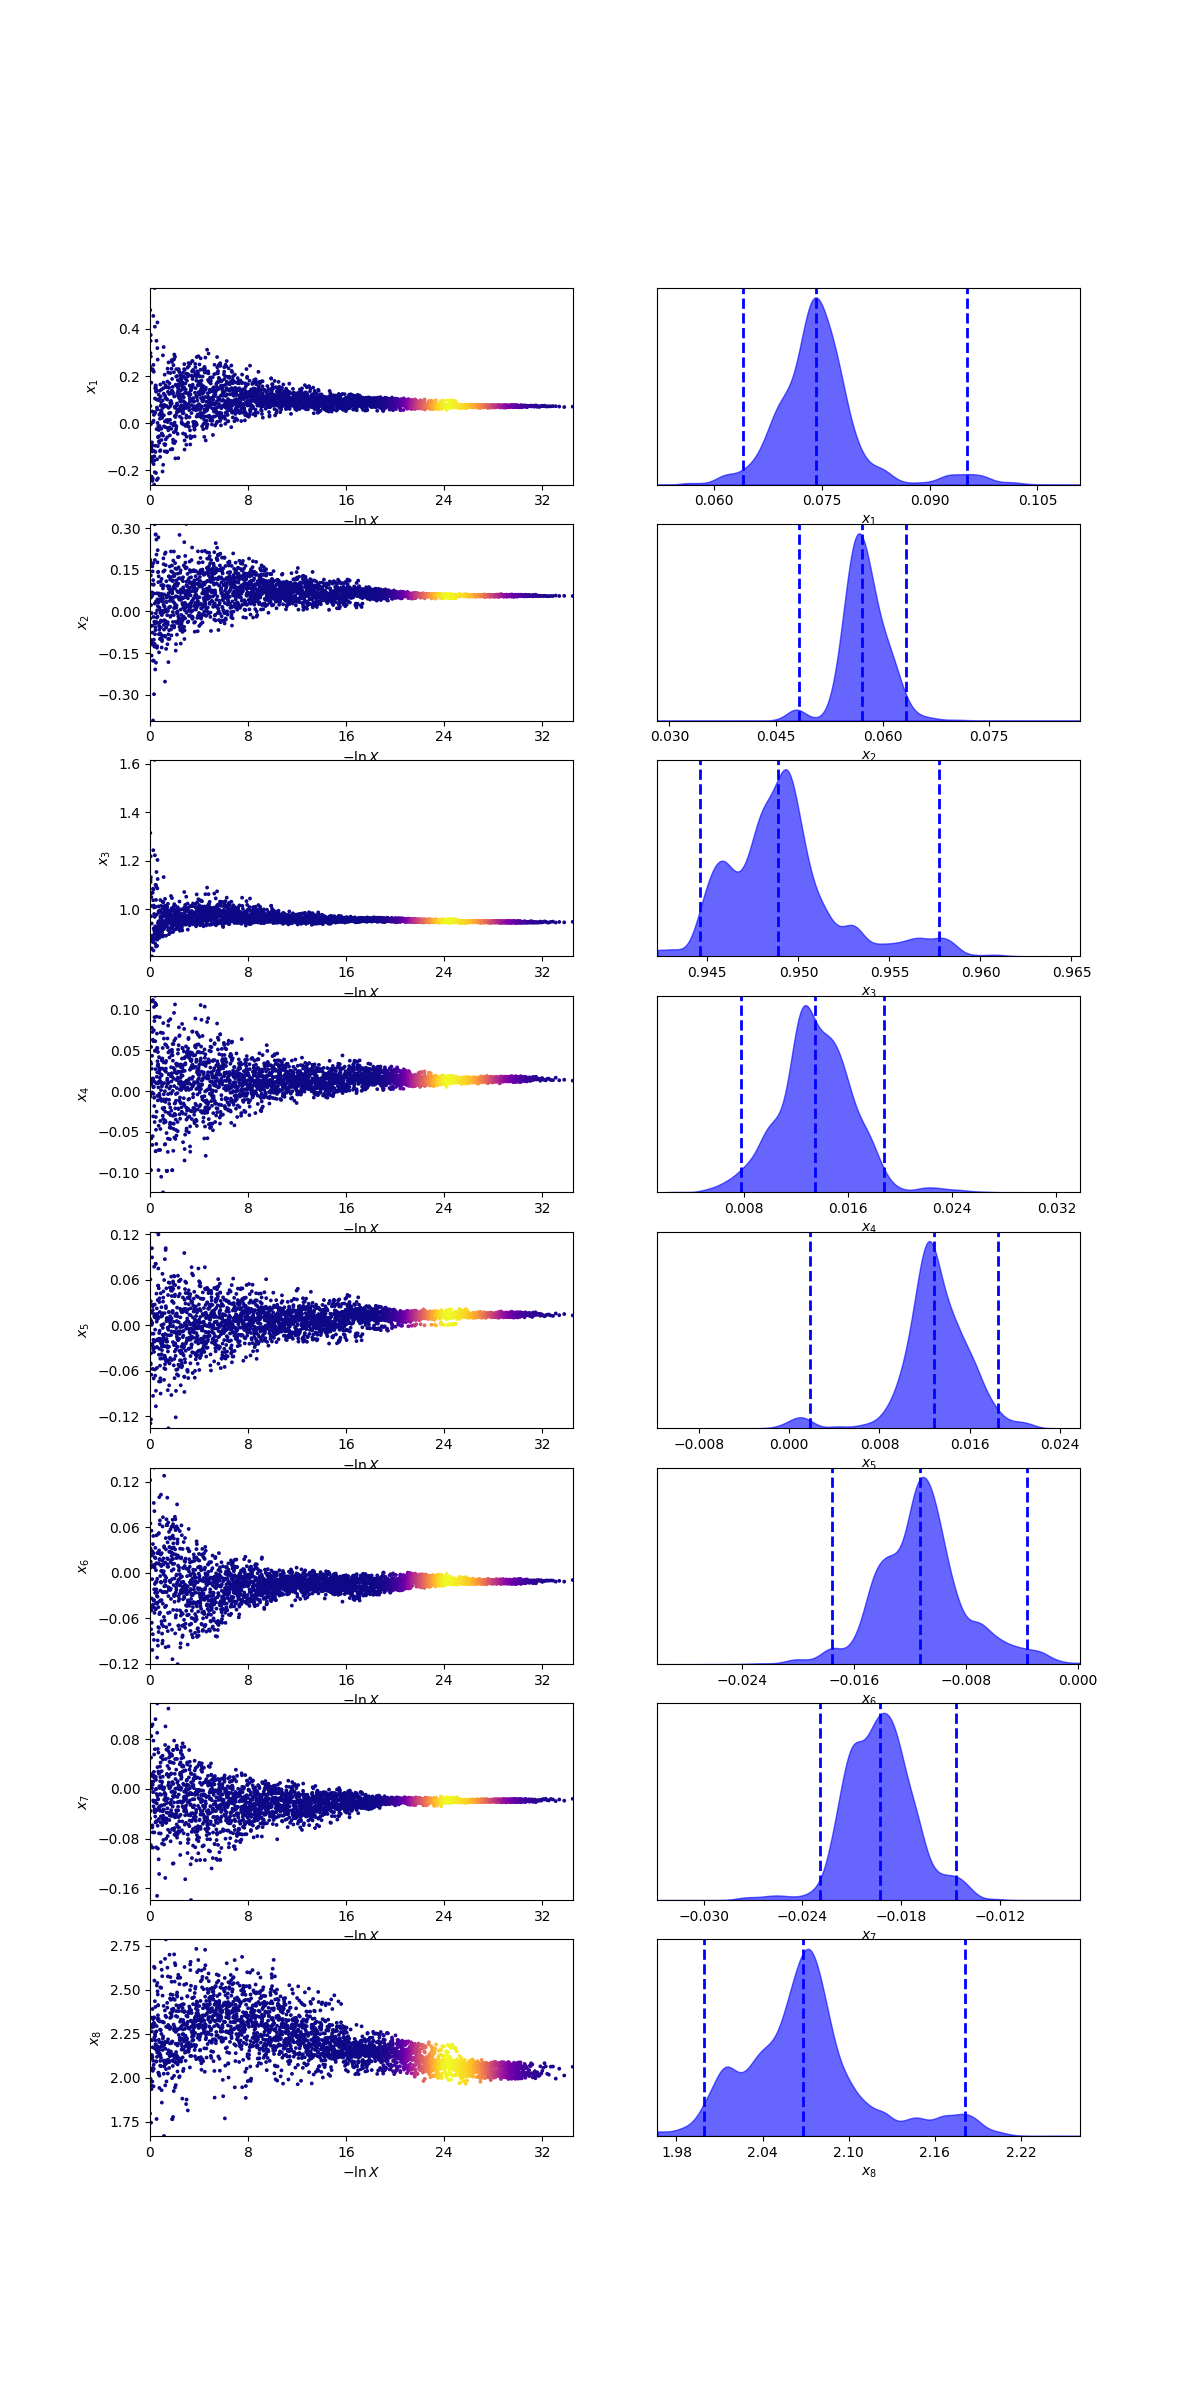 0.4
0.2
0.0
−0.2
x₁
0 8 16 24 32
−ln X
0.060 0.075 0.090 0.105
x₁
0.30
0.15
0.00
−0.15
−0.30
x₂
0 8 16 24 32
−ln X
0.030 0.045 0.060 0.075
x₂
1.6
1.4
1.2
1.0
x₃
0 8 16 24 32
−ln X
0.945 0.950 0.955 0.960 0.965
x₃
0.10
0.05
0.00
−0.05
−0.10
x₄
0 8 16 24 32
−ln X
0.008 0.016 0.024 0.032
x₄
0.12
0.06
0.00
−0.06
−0.12
x₅
0 8 16 24 32
−ln X
−0.008 0.000 0.008 0.016 0.024
x₅
0.12
0.06
0.00
−0.06
−0.12
x₆
0 8 16 24 32
−ln X
−0.024 −0.016 −0.008 0.000
x₆
0.08
0.00
−0.08
−0.16
x₇
0 8 16 24 32
−ln X
−0.030 −0.024 −0.018 −0.012
x₇
2.75
2.50
2.25
2.00
1.75
x₈
0 8 16 24 32
−ln X
1.98 2.04 2.10 2.16 2.22
x₈